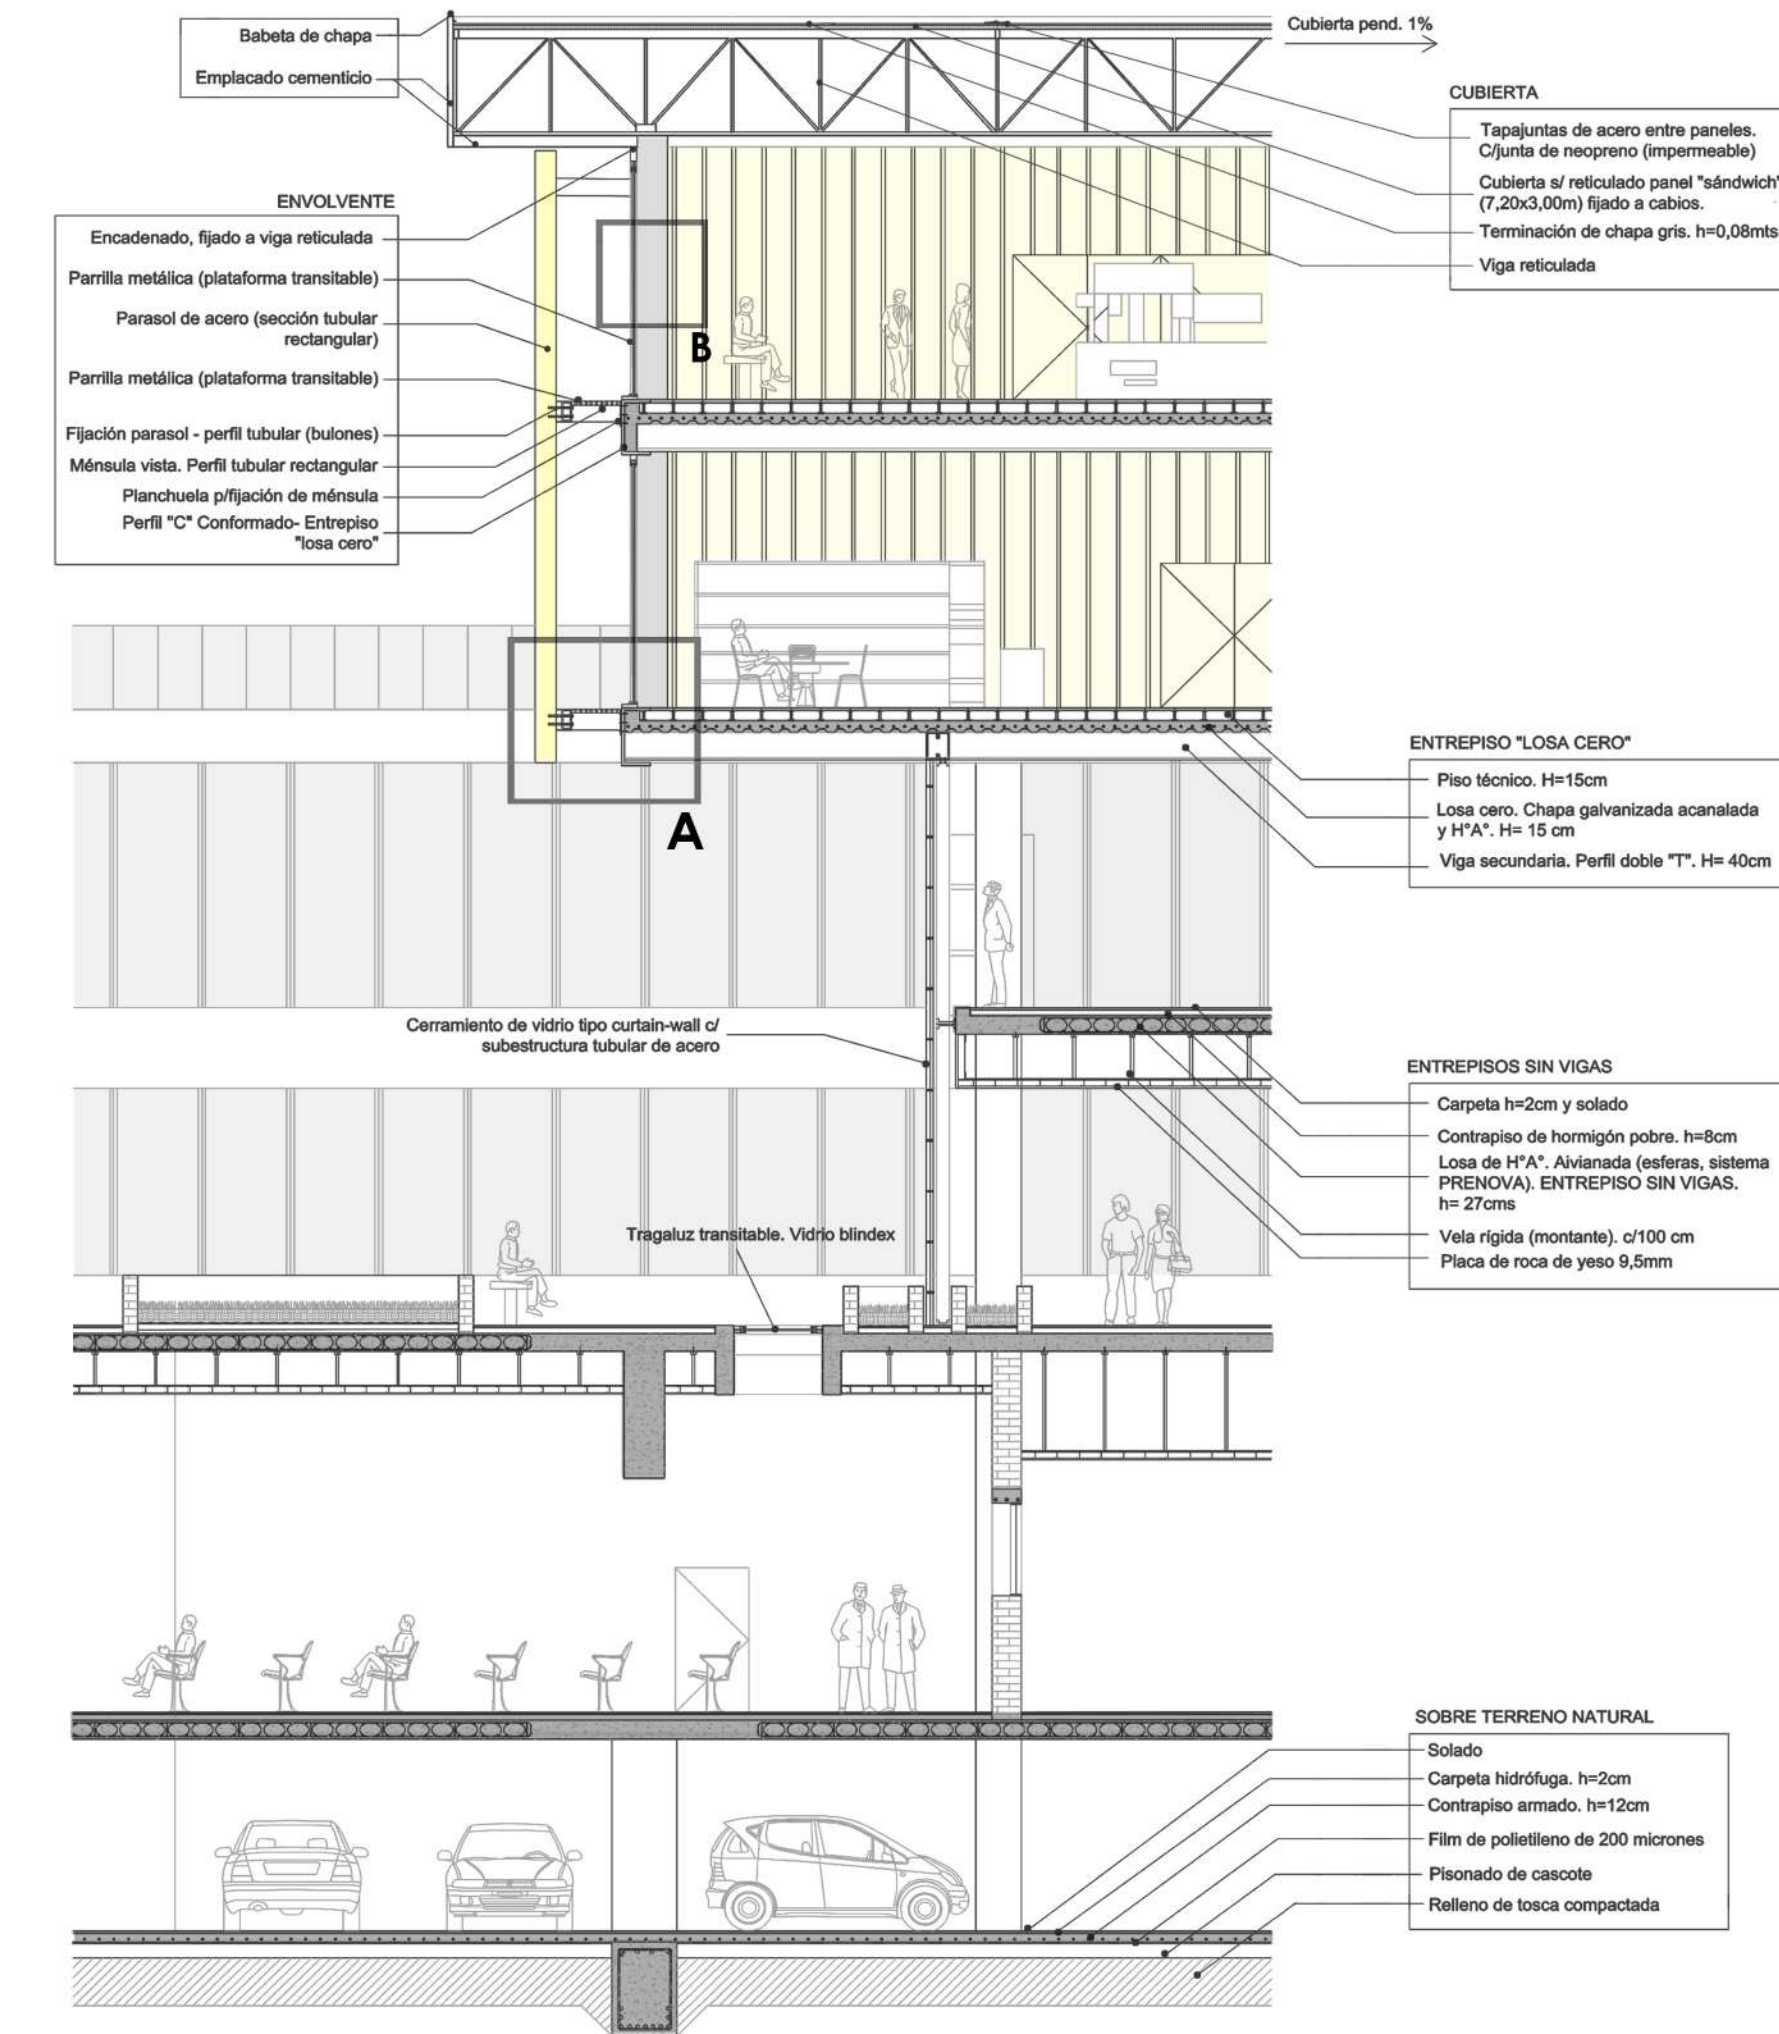 Babeta de chapa
Emplacado cementicio
Cubierta pend. 1%
CUBIERTA
Tapajuntas de acero entre paneles.
C/junta de neopreno (impermeable)
Cubierta s/ reticulado panel "sándwich"
(7,20x3,00m) fijado a cabios.
Terminación de chapa gris. h=0,08mts
Viga reticulada
ENVOLVENTE
Encadenado, fijado a viga reticulada
Parrilla metálica (plataforma transitable)
Parasol de acero (sección tubular
rectangular)
Parrilla metálica (plataforma transitable)
Fijación parasol - perfil tubular (bulones)
Ménsula vista. Perfil tubular rectangular
Planchuela p/fijación de ménsula
Perfil "C" Conformado- Entrepiso
"losa cero"
B
A
ENTREPISO "LOSA CERO"
Piso técnico. H=15cm
Losa cero. Chapa galvanizada acanalada
y H°A°. H= 15 cm
Viga secundaria. Perfil doble "T". H= 40cm
Cerramiento de vidrio tipo curtain-wall c/
subestructura tubular de acero
ENTREPISOS SIN VIGAS
Carpeta h=2cm y solado
Contrapiso de hormigón pobre. h=8cm
Losa de H°A°. Aivianada (esferas, sistema
PRENOVA). ENTREPISO SIN VIGAS.
h= 27cms
Vela rígida (montante). c/100 cm
Placa de roca de yeso 9,5mm
Tragaluz transitable. Vidrio blindex
SOBRE TERRENO NATURAL
Solado
Carpeta hidrófuga. h=2cm
Contrapiso armado. h=12cm
Film de polietileno de 200 micrones
Pisonado de cascote
Relleno de tosca compactada